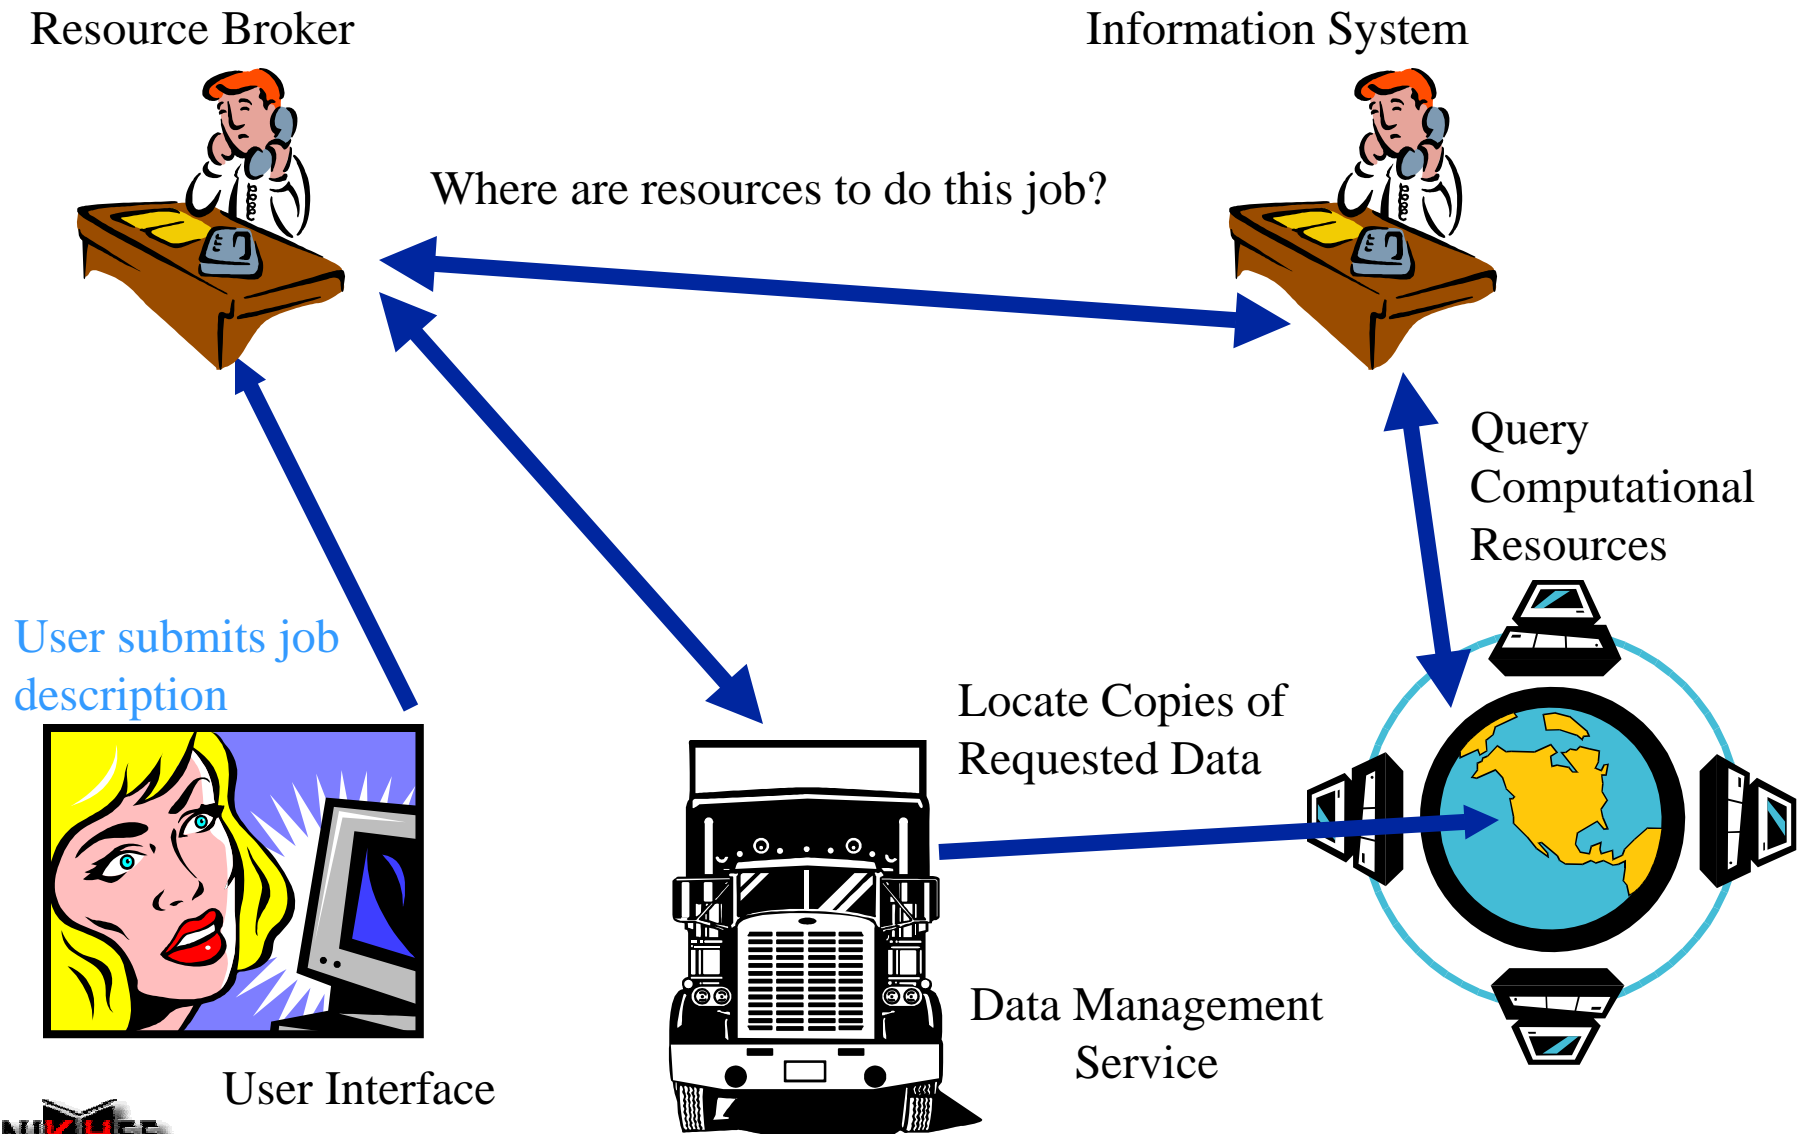 Resource Broker
Information System
Where are resources to do this job?
Query
Computational
Resources
User submits job
description
Locate Copies of
Requested Data
Data Management
Service
User Interface